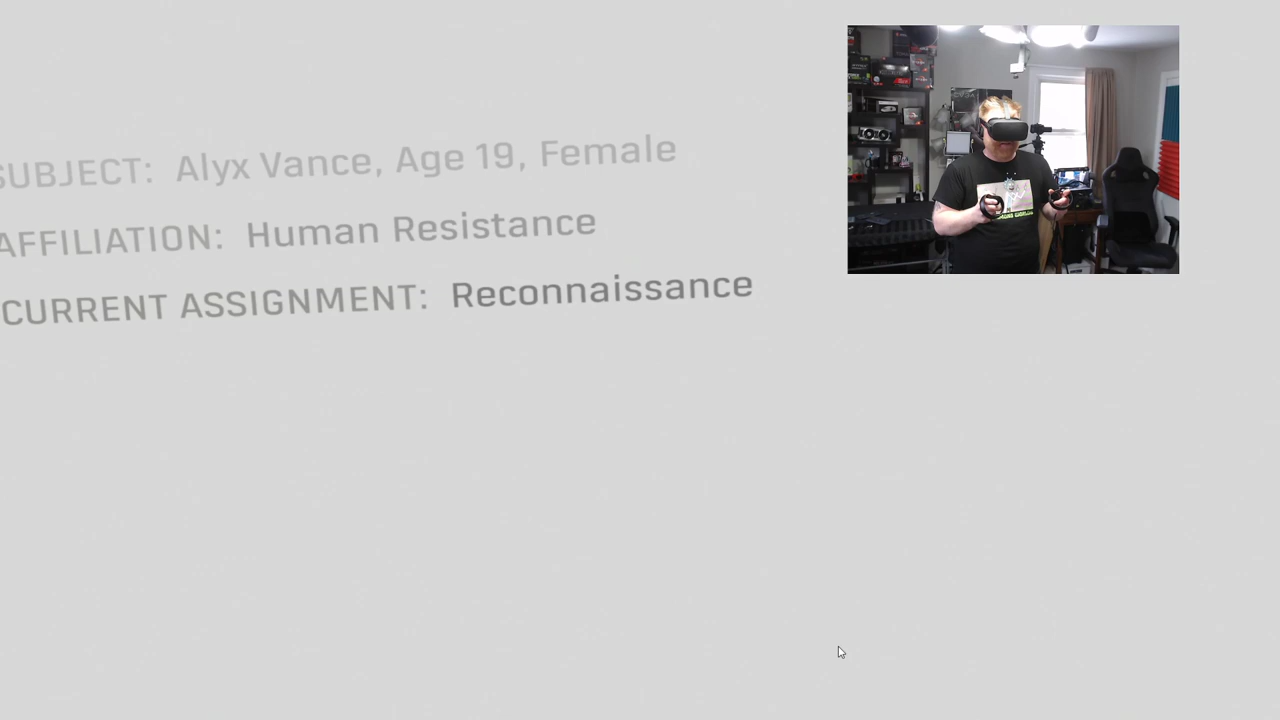 SUBJECT: Alyx Vance, Age 19, Female
AFFILIATION: Human Resistance
CURRENT ASSIGNMENT: Reconnaissance